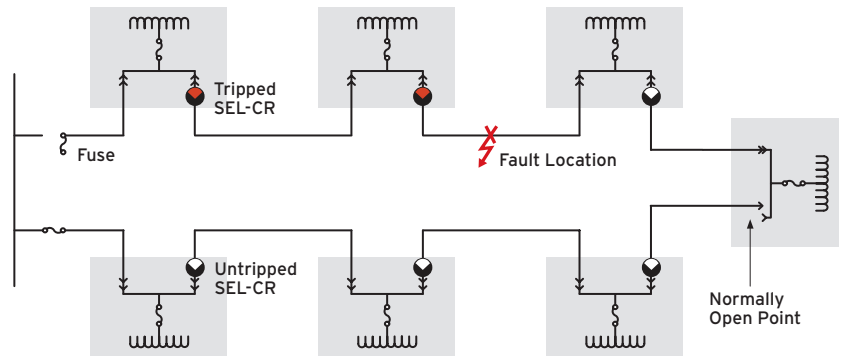 Tripped
SEL-CR
Fuse
Fault Location
Untripped
SEL-CR
Normally
Open Point